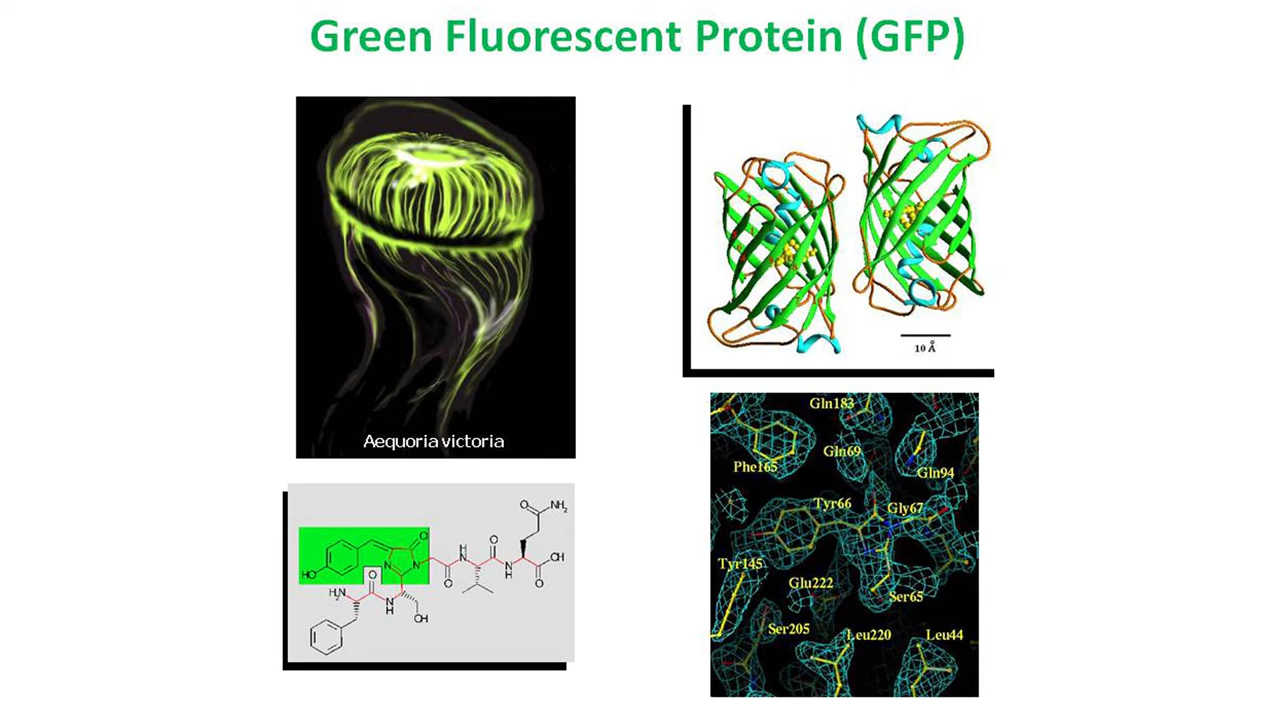 Green Fluorescent Protein (GFP)
Aequoria victoria
10 Å
Gln183
Phe165
Gln69
Gln94
Tyr66
Gly67
Tyr145
Glu222
Ser65
Ser205
Leu220
Leu44
O
NH₂
O
HO
N
N
H
N
O
O
N
H
O
OH
O
H₂N
O
N
H
OH